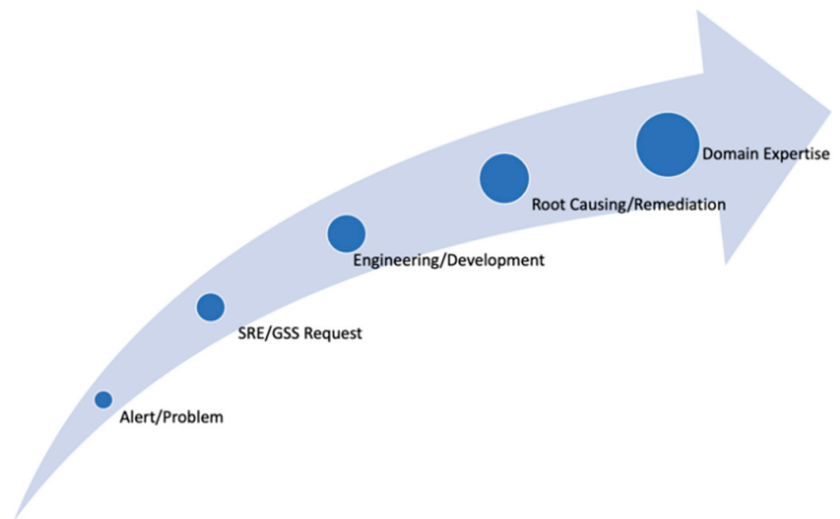 Domain Expertise
Root Causing/Remediation
Engineering/Development
SRE/GSS Request
Alert/Problem